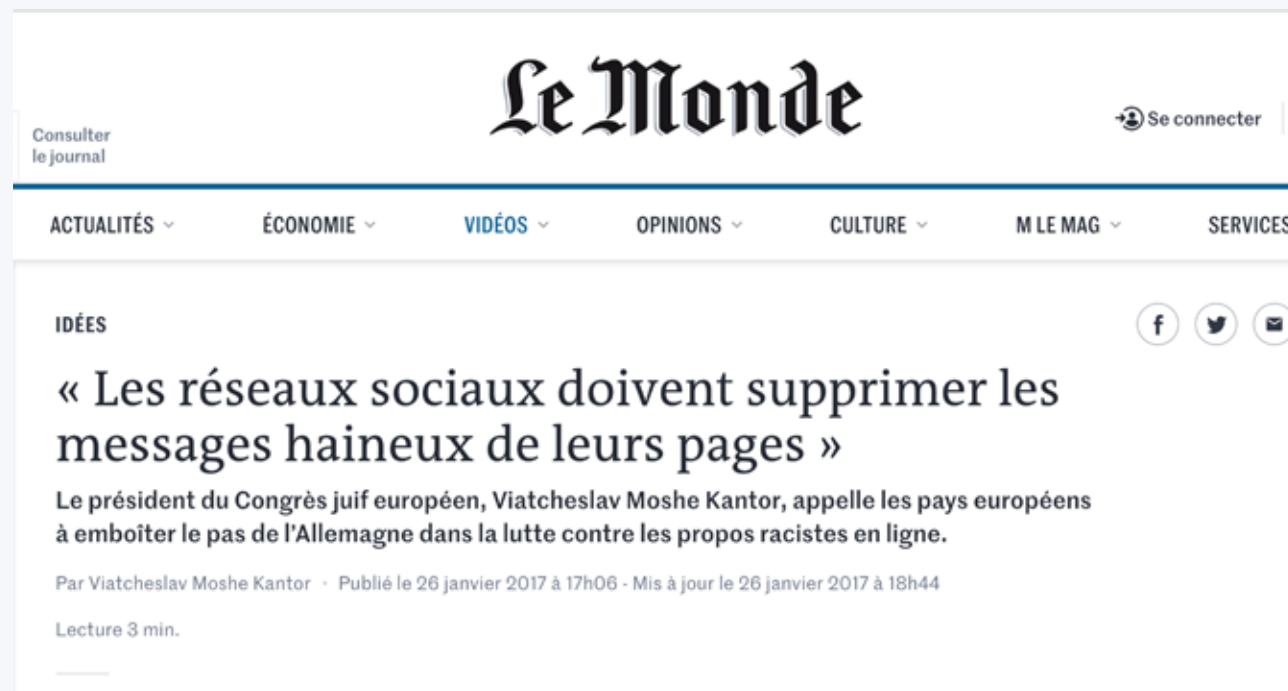 Le Monde
Consulter
le journal
Se connecter
ACTUALITÉS
ÉCONOMIE
VIDÉOS
OPINIONS
CULTURE
M LE MAG
SERVICES
IDÉES
« Les réseaux sociaux doivent supprimer les
messages haineux de leurs pages »
Le président du Congrès juif européen, Viatcheslav Moshe Kantor, appelle les pays européens
à emboîter le pas de l'Allemagne dans la lutte contre les propos racistes en ligne.
Par Viatcheslav Moshe Kantor · Publié le 26 janvier 2017 à 17h06 - Mis à jour le 26 janvier 2017 à 18h44
Lecture 3 min.